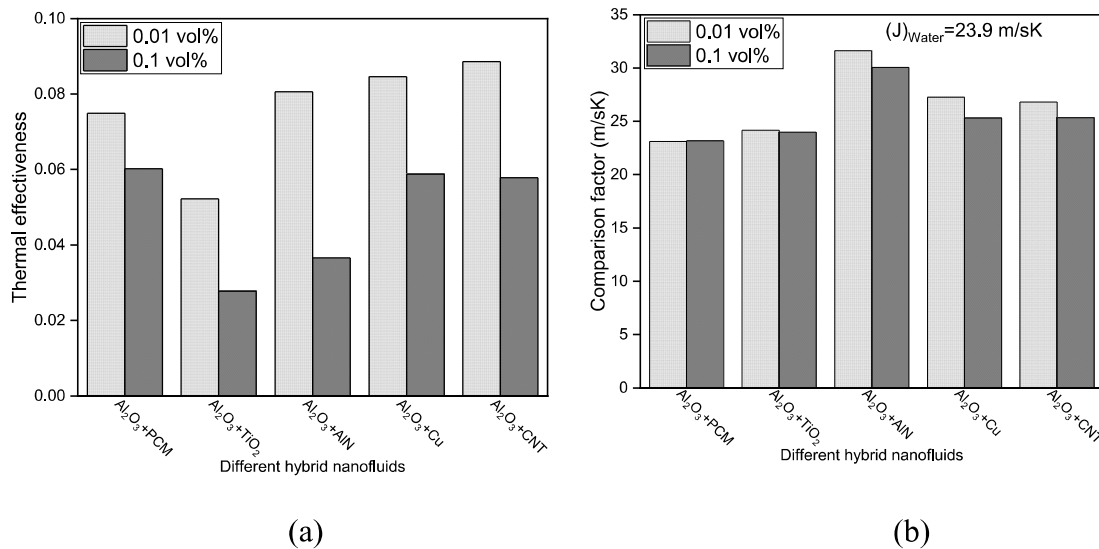 0.01 vol%
0.1 vol%
Thermal effectiveness
0.10
0.08
0.06
0.04
0.02
0.00
Al₂O₃+PCM
Al₂O₃+TiO₂
Al₂O₃+AlN
Al₂O₃+Cu
Al₂O₃+CNT
Different hybrid nanofluids
(a)
0.01 vol%
0.1 vol%
(J)Water=23.9 m/sK
Comparison factor (m/sK)
35
30
25
20
15
10
5
0
Al₂O₃+PCM
Al₂O₃+TiO₂
Al₂O₃+AlN
Al₂O₃+Cu
Al₂O₃+CNT
Different hybrid nanofluids
(b)